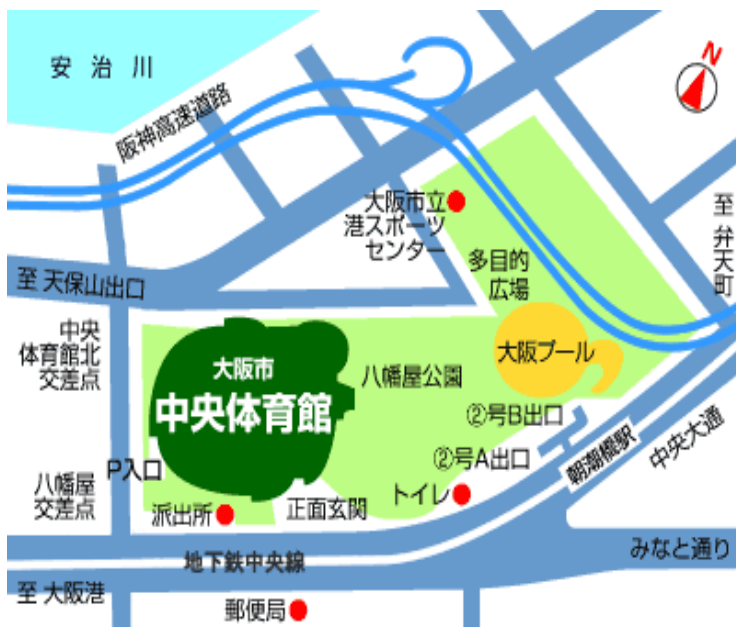 安治川
N
阪神高速道路
大阪市立
港スポーツ
センター
至
弁
天
町
多目的
広場
至 天保山出口
中央
体育館北
交差点
大阪市
中央体育館
八幡屋公園
大阪プール
②号B出口
②号A出口
朝潮橋駅
中央大通
P入口
八幡屋
交差点
トイレ
派出所
正面玄関
みなと通り
地下鉄中央線
至 大阪港
郵便局